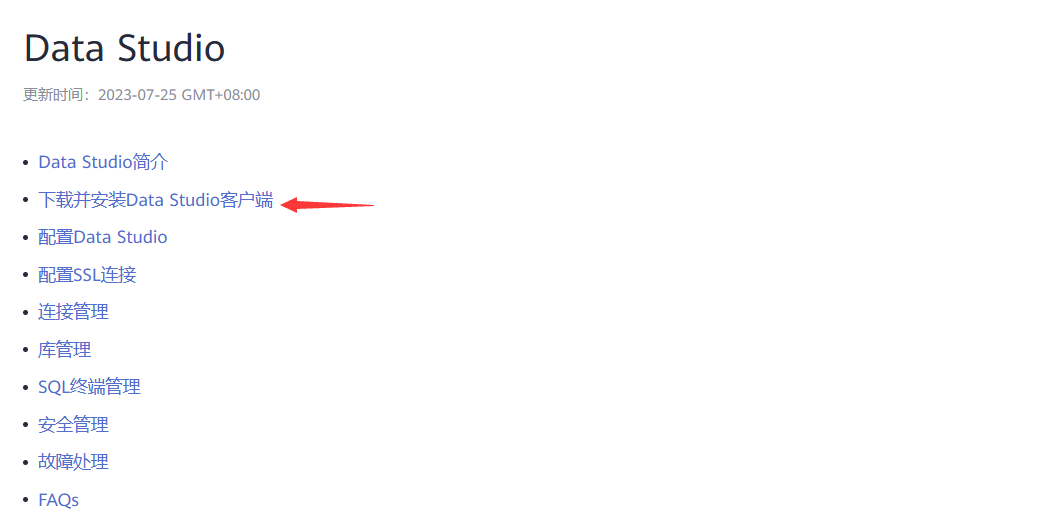 Data Studio
更新时间：2023-07-25 GMT+08:00
Data Studio简介
下载并安装Data Studio客户端
配置Data Studio
配置SSL连接
连接管理
库管理
SQL终端管理
安全管理
故障处理
FAQs